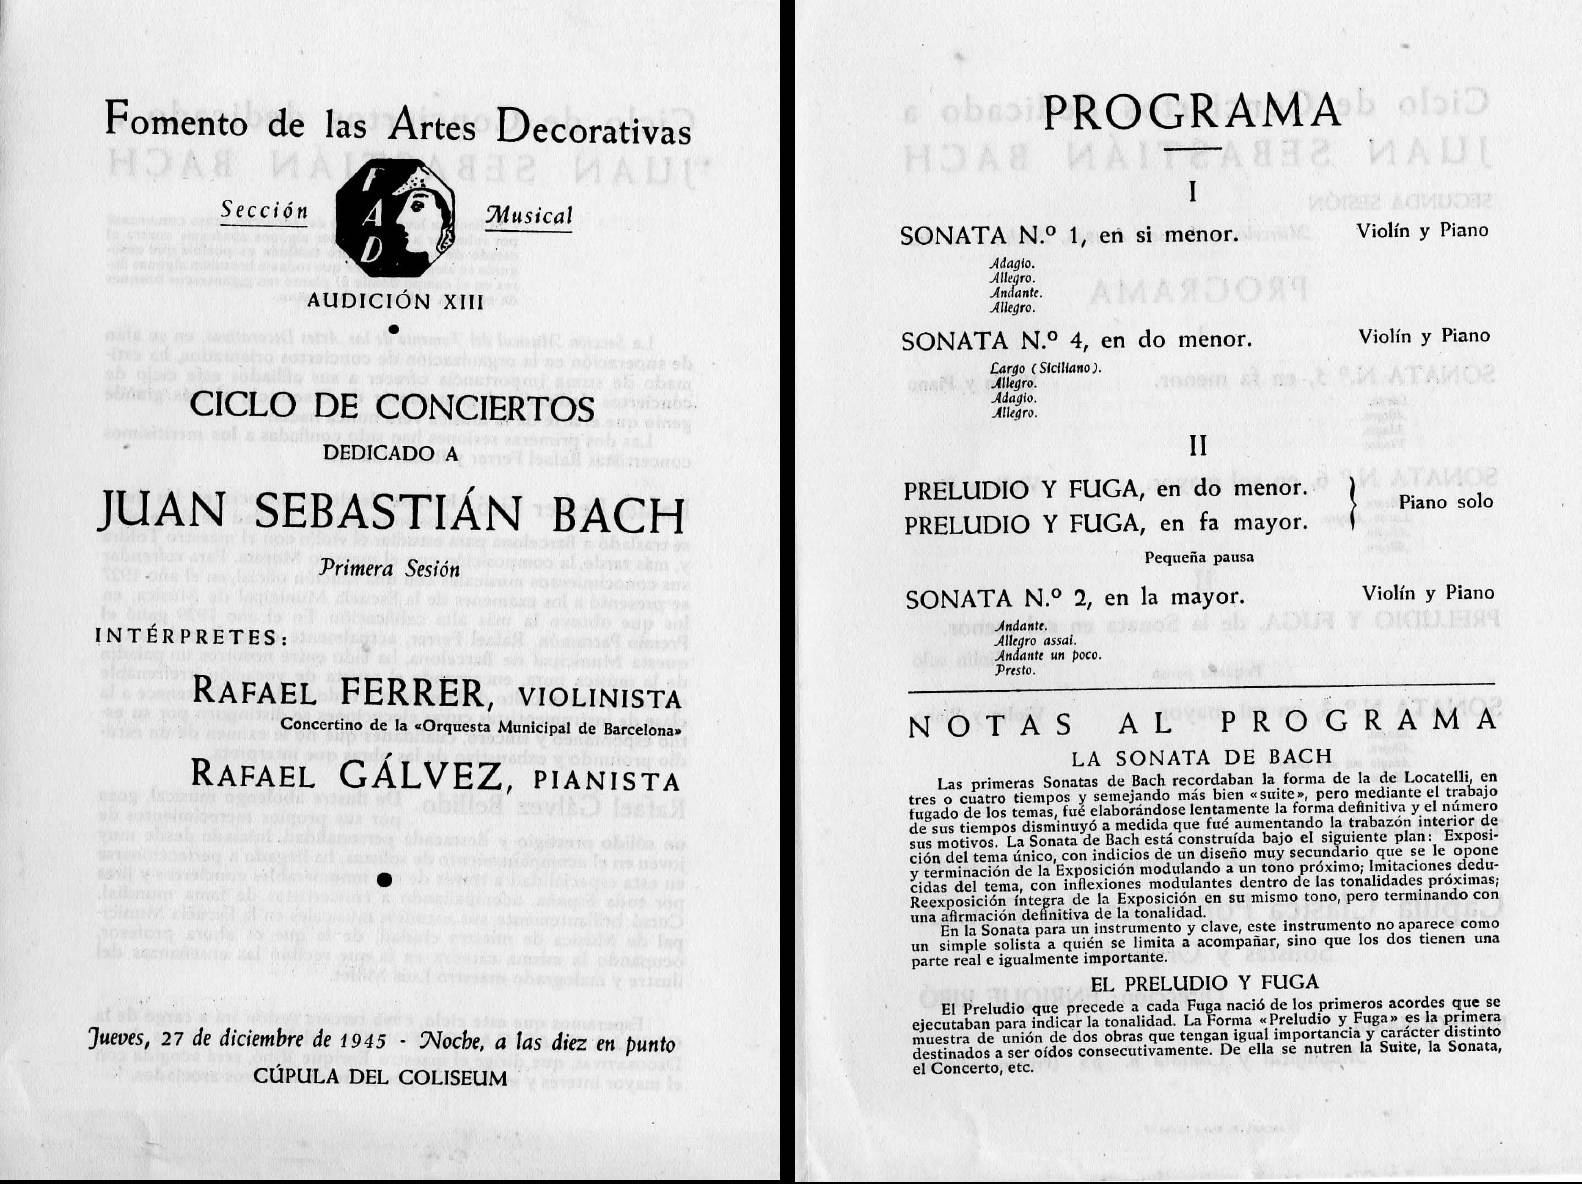 Fomento de las Artes Decorativas
Sección
F
A
D
Musical
AUDICIÓN XIII
CICLO DE CONCIERTOS
DEDICADO A
JUAN SEBASTIÁN BACH
Primera Sesión
INTÉRPRETES:
RAFAEL FERRER, VIOLINISTA
Concertino de la «Orquesta Municipal de Barcelona»
RAFAEL GÁLVEZ, PIANISTA
Jueves, 27 de diciembre de 1945 - Noche, a las diez en punto
CÚPULA DEL COLISEUM
PROGRAMA
I
SONATA N.º 1, en si menor. Violín y Piano
Adagio.
Allegro.
Andante.
Allegro.
SONATA N.º 4, en do menor. Violín y Piano
Largo (Siciliano).
Allegro.
Adagio.
Allegro.
II
PRELUDIO Y FUGA, en do menor.
PRELUDIO Y FUGA, en fa mayor.
} Piano solo
Pequeña pausa
SONATA N.º 2, en la mayor. Violín y Piano
Andante.
Allegro assai.
Andante un poco.
Presto.
NOTAS AL PROGRAMA
LA SONATA DE BACH
Las primeras Sonatas de Bach recordaban la forma de la de Locatelli, en
tres o cuatro tiempos y semejando más bien «suite», pero mediante el trabajo
fugado de los temas, fué elaborándose lentamente la forma definitiva y el número
de sus tiempos disminuyó a medida que fué aumentando la trabazón interior de
sus motivos. La Sonata de Bach está construída bajo el siguiente plan: Exposi-
ción del tema único, con indicios de un diseño muy secundario que se le opone
y terminación de la Exposición modulando a un tono próximo; Imitaciones dedu-
cidas del tema, con inflexiones modulantes dentro de las tonalidades próximas;
Reexposición íntegra de la Exposición en su mismo tono, pero terminando con
una afirmación definitiva de la tonalidad.
En la Sonata para un instrumento y clave, este instrumento no aparece como
un simple solista a quién se limita a acompañar, sino que los dos tienen una
parte real e igualmente importante.
EL PRELUDIO Y FUGA
El Preludio que precede a cada Fuga nació de los primeros acordes que se
ejecutaban para indicar la tonalidad. La Forma «Preludio y Fuga» es la primera
muestra de unión de dos obras que tengan igual importancia y carácter distinto
destinados a ser oídos consecutivamente. De ella se nutren la Suite, la Sonata,
el Concerto, etc.